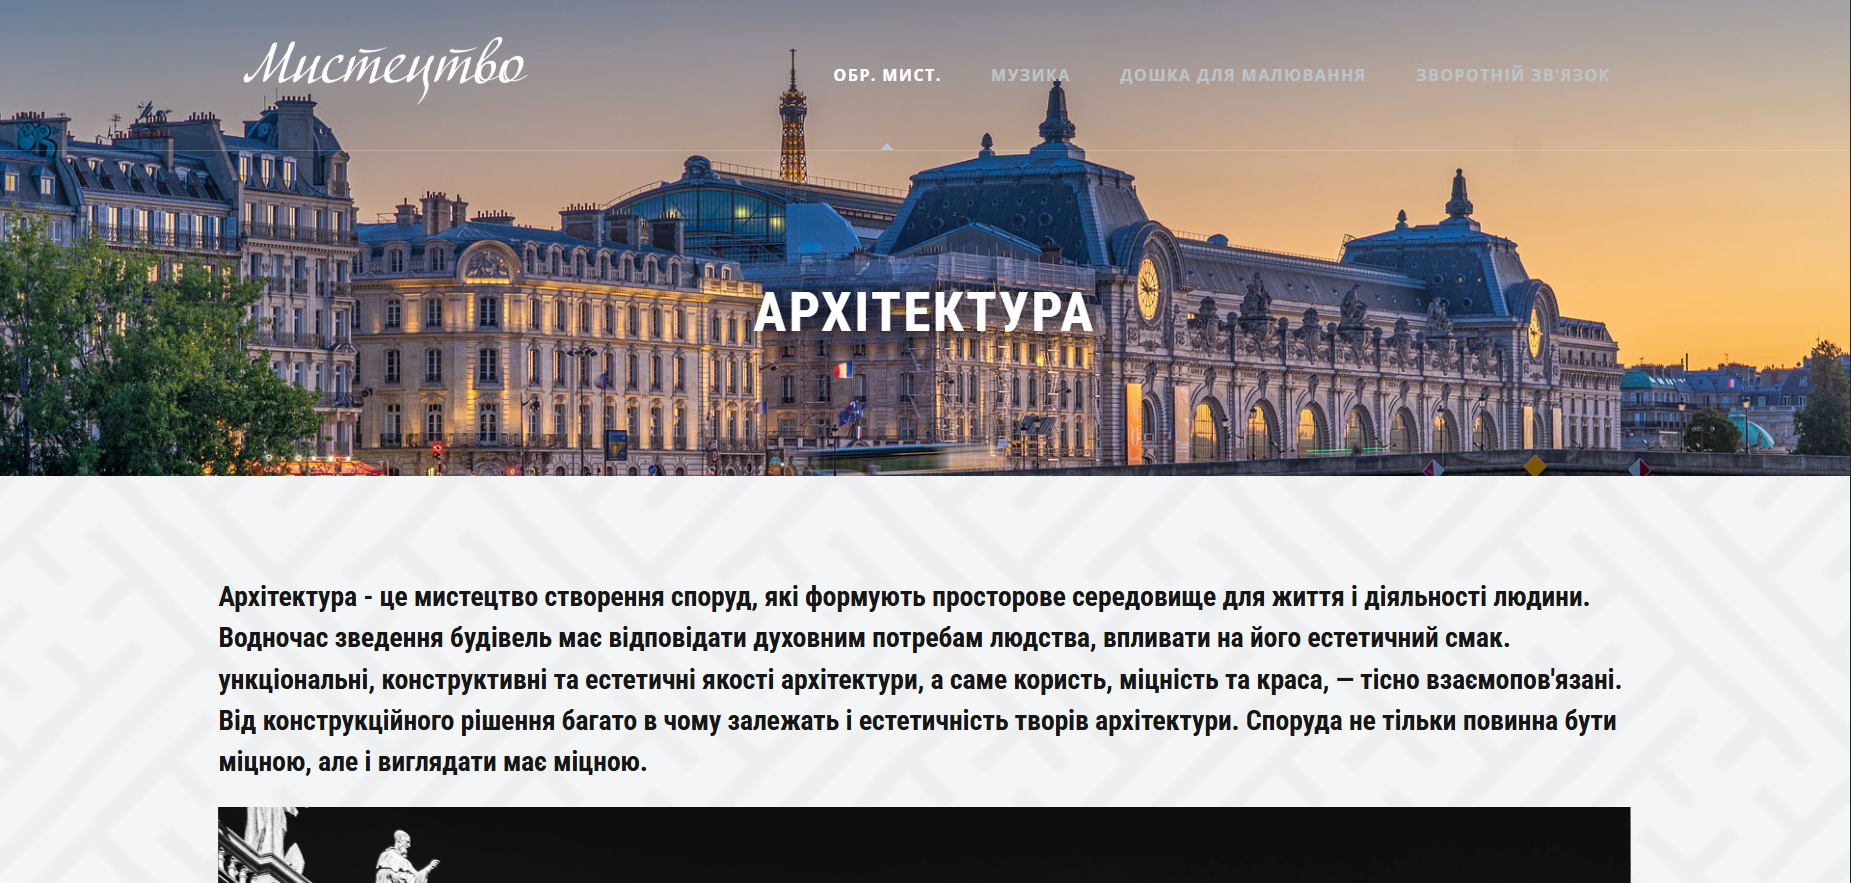 Мистецтво
ОБР. МИСТ. МУЗИКА ДОШКА ДЛЯ МАЛЮВАННЯ ЗВОРОТНІЙ ЗВ'ЯЗОК
АРХІТЕКТУРА
Архітектура - це мистецтво створення споруд, які формують просторове середовище для життя і діяльності людини.
Водночас зведення будівель має відповідати духовним потребам людства, впливати на його естетичний смак.
ункціональні, конструктивні та естетичні якості архітектури, а саме користь, міцність та краса, — тісно взаємопов'язані.
Від конструкційного рішення багато в чому залежать і естетичність творів архітектури. Споруда не тільки повинна бути
міцною, але і виглядати має міцною.